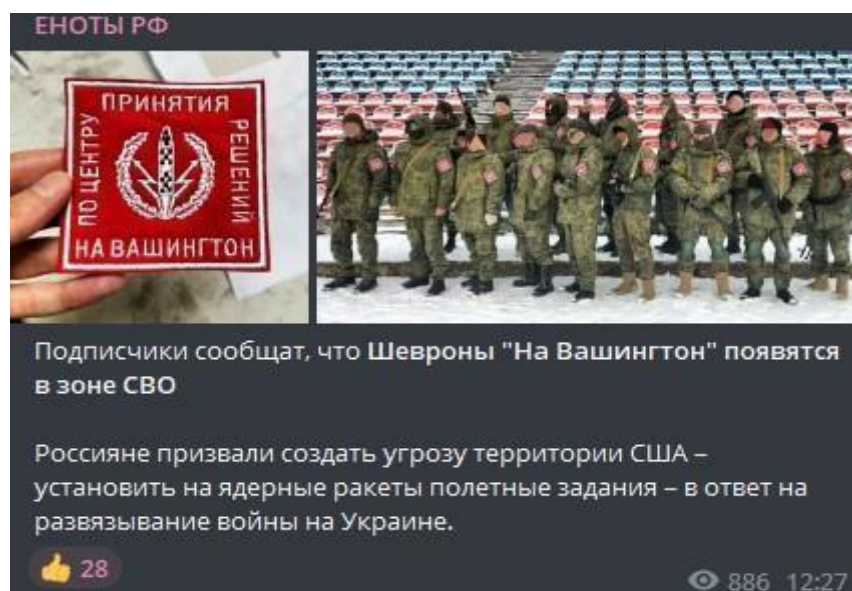 ЕНОТЫ РФ
ПРИНЯТИЯ
ПО ЦЕНТРУ
РЕШЕНИЙ
НА ВАШИНГТОН
Подписчики сообщат, что Шевроны "На Вашингтон" появятся
в зоне СВО
Россияне призвали создать угрозу территории США –
установить на ядерные ракеты полетные задания – в ответ на
развязывание войны на Украине.
28
886 12:27